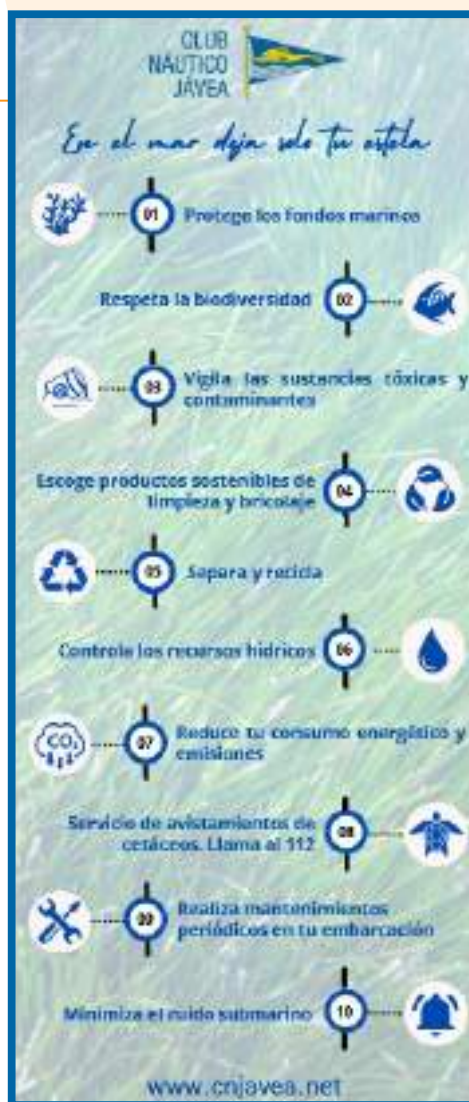 CLUB
NÁUTICO
JÁVEA
En el mar deja solo tu estela
01 Protege los fondos marinos
Respeta la biodiversidad 02
03 Vigila las sustancias tóxicas y
contaminantes
Escoge productos sostenibles de
limpieza y bricolaje 04
05 Separa y recicla
Controla los recursos hídricos 06
CO₂
07 Reduce tu consumo energético y
emisiones
Servicio de avistamientos de
cetáceos. Llama al 112 08
09 Realiza mantenimientos
periódicos en tu embarcación
Minimiza el ruido submarino 10
www.cnjavea.net